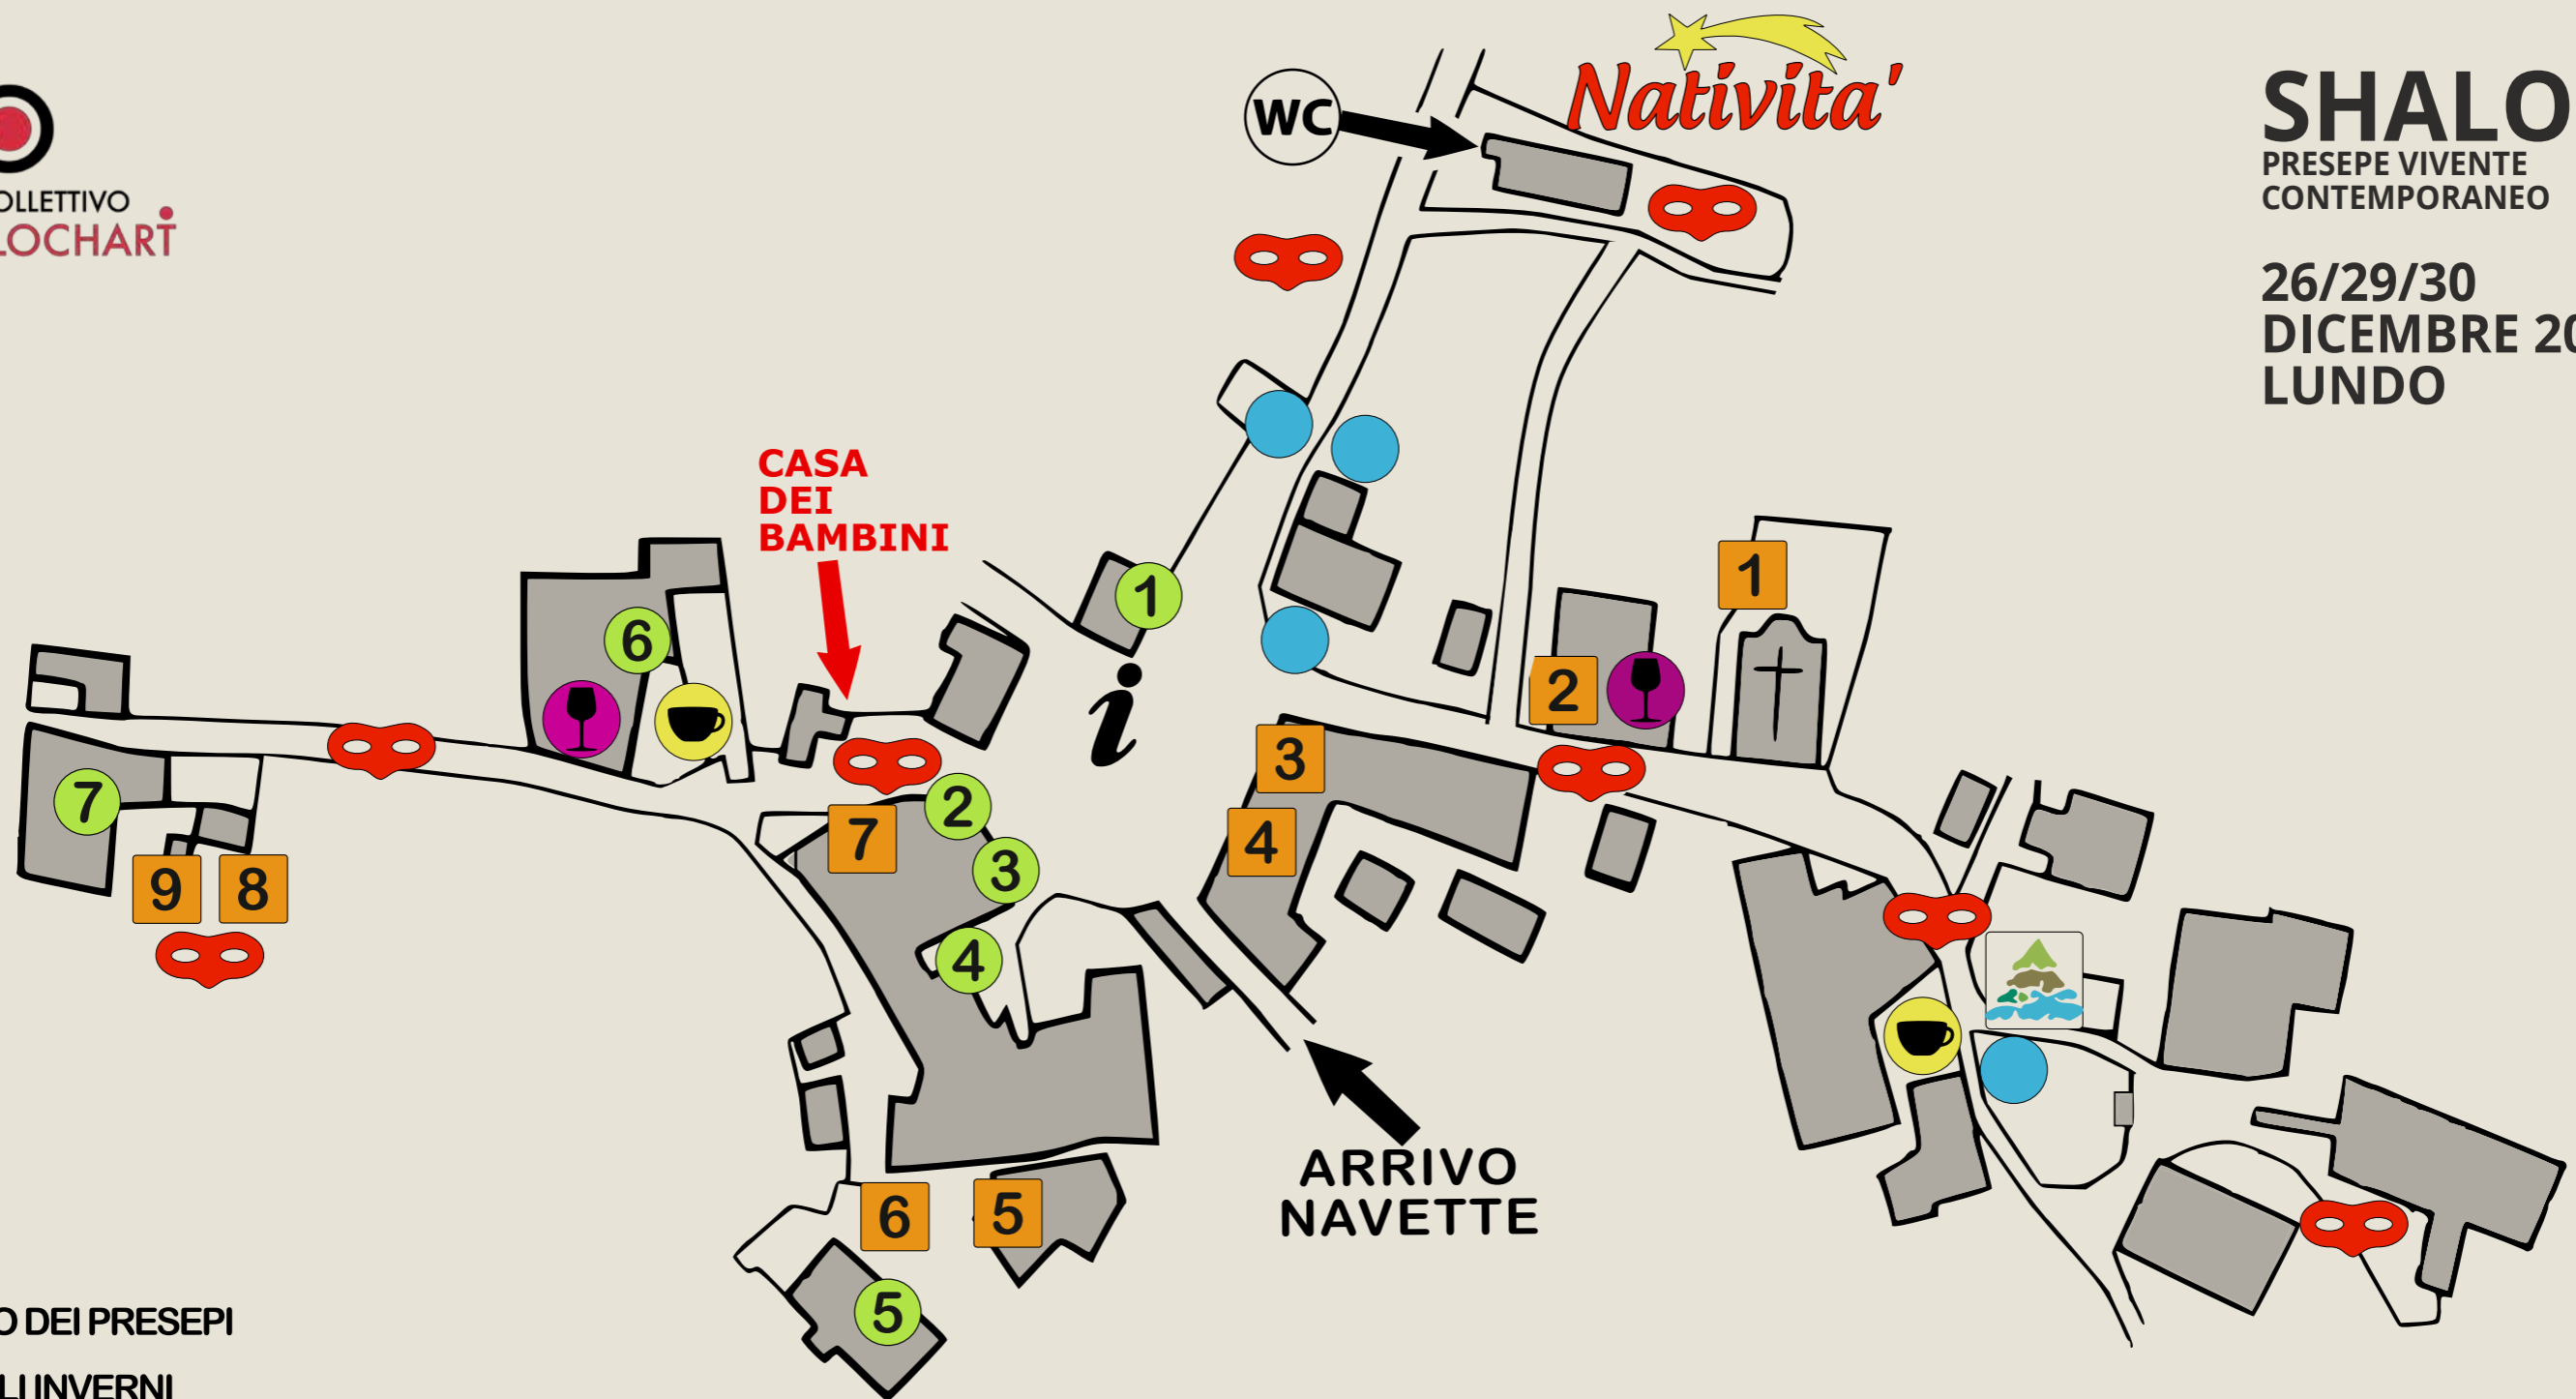 OLLETTIVO
LOCHART
WC
Nativita'
SHALO
PRESEPE VIVENTE
CONTEMPORANEO
26/29/30
DICEMBRE 20
LUNDO
CASA
DEI
BAMBINI
1
1
6
i
2
3
7
2
7
4
3
9
8
4
6
5
ARRIVO
NAVETTE
5
O DEI PRESEPI
LI INVERNI